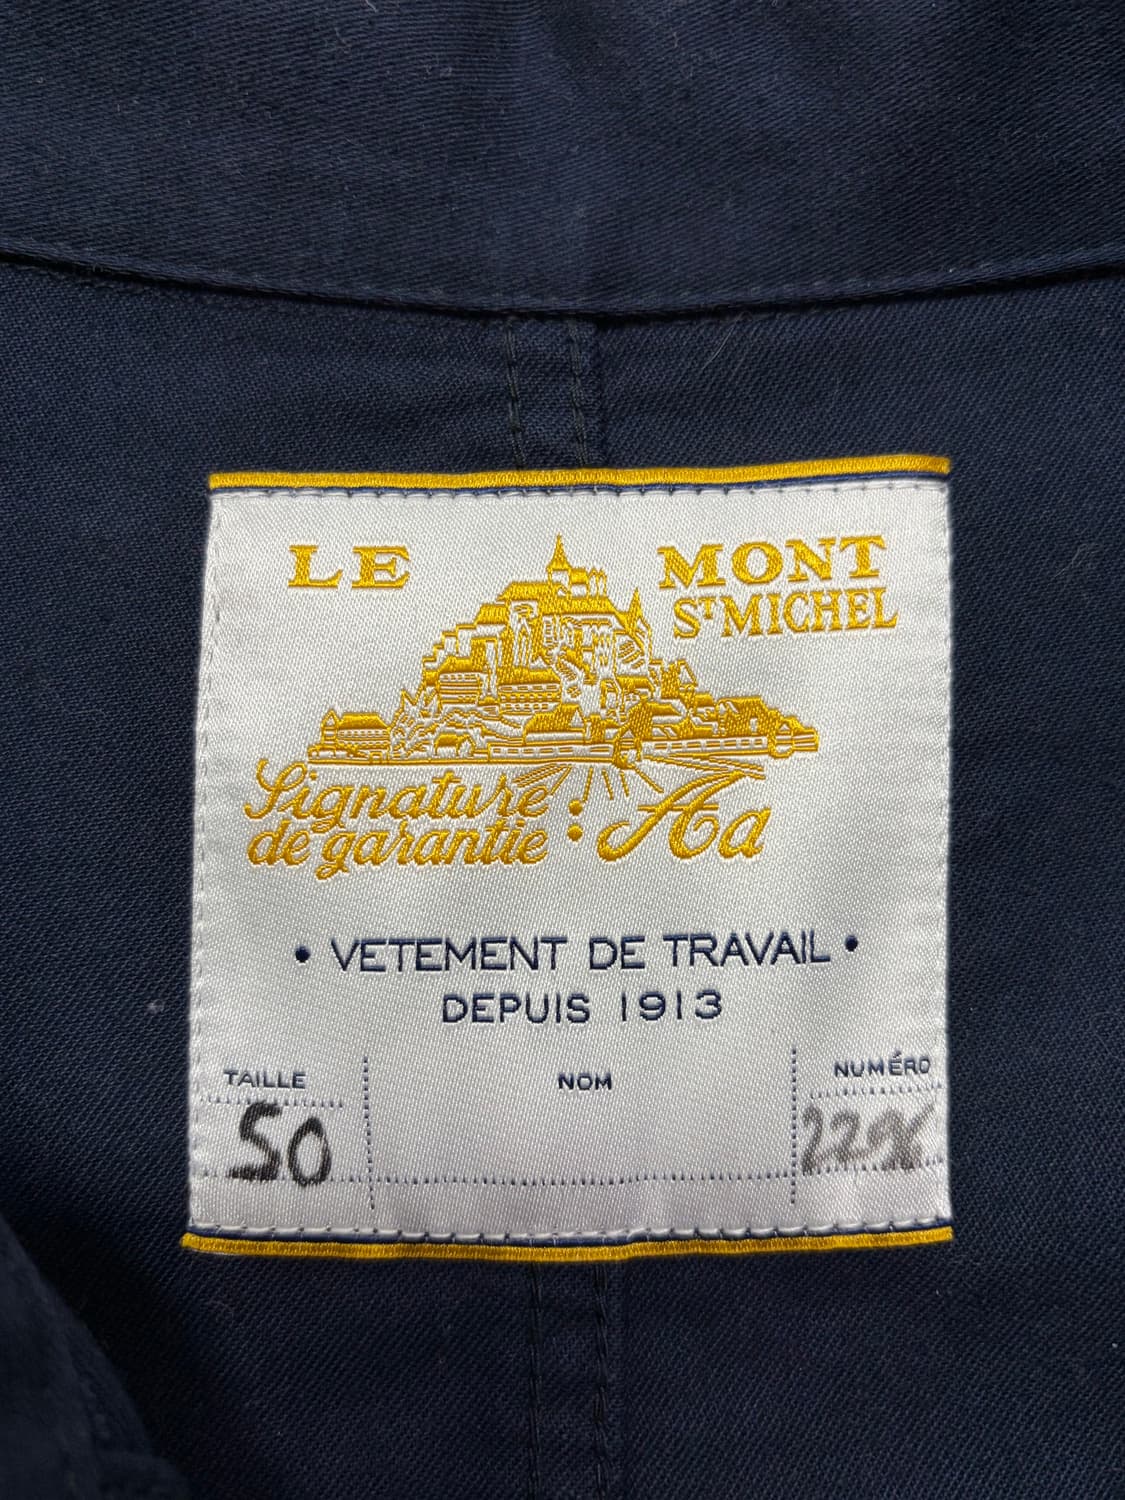 LE MONT
ST MICHEL
Signature : Aa
de garantie
• VETEMENT DE TRAVAIL •
DEPUIS 1913
TAILLE NOM NUMÉRO
50